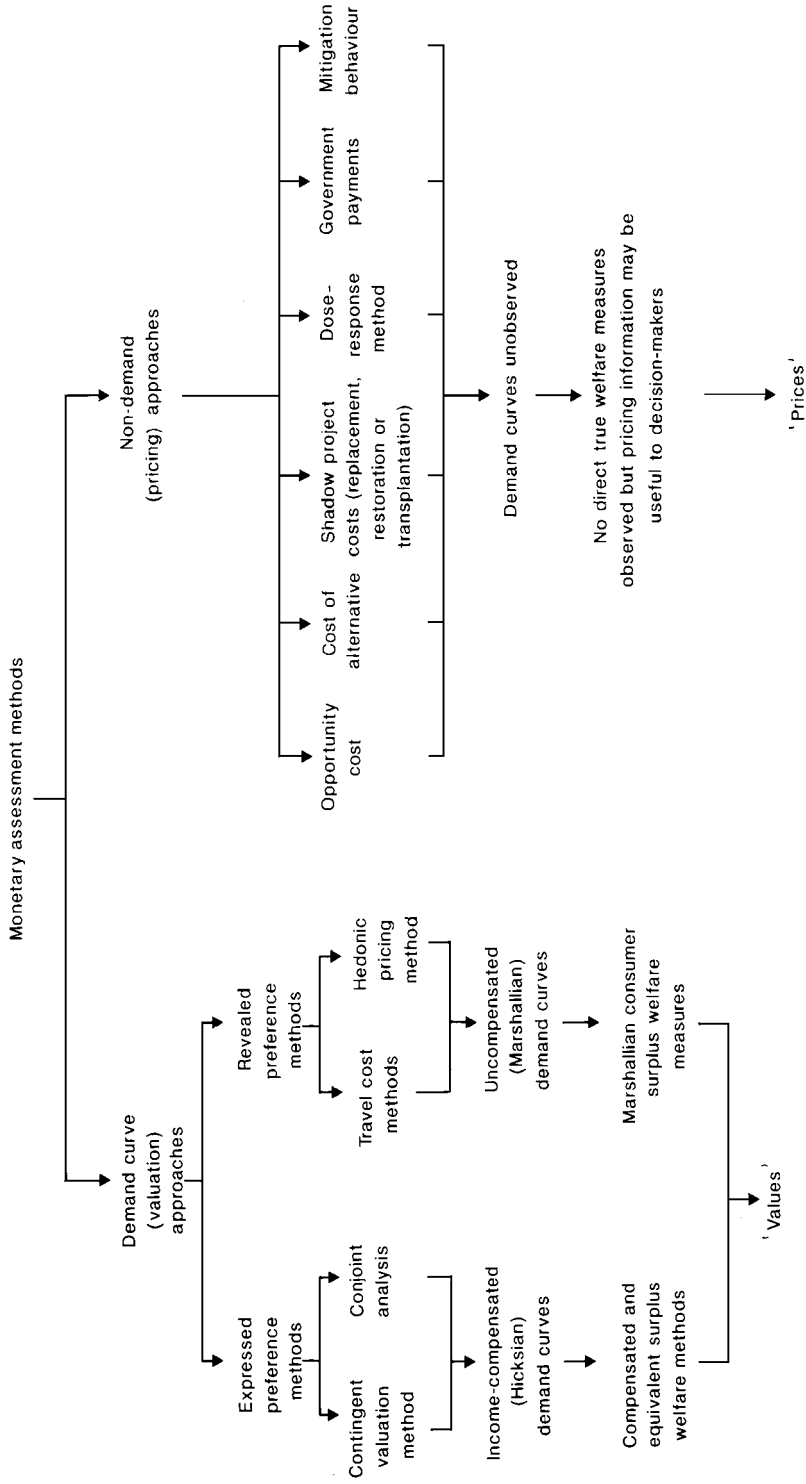 Monetary assessment methods
Demand curve
(valuation)
approaches
Non-demand
(pricing) approaches
Expressed
preference
methods
Revealed
preference
methods
Contingent
valuation
method
Conjoint
analysis
Travel cost
methods
Hedonic
pricing
method
Opportunity
cost
Cost of
alternative
Shadow project
costs (replacement,
restoration or
transplantation)
Dose-
response
method
Government
payments
Mitigation
behaviour
Income-compensated
(Hicksian)
demand curves
Uncompensated
(Marshallian)
demand curves
Demand curves unobserved
Compensated and
equivalent surplus
welfare methods
Marshallian consumer
surplus welfare
measures
No direct true welfare measures
observed but pricing information may be
useful to decision-makers
‘Values’
‘Prices’